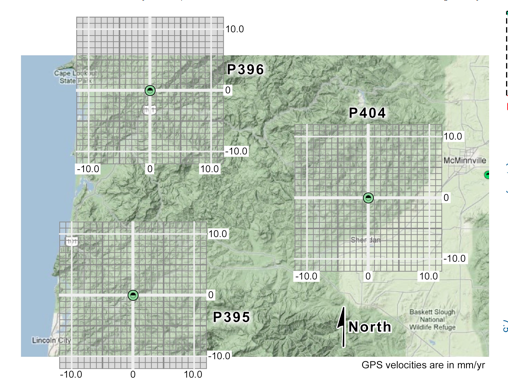 10.0
Cape Lookout
State Park
P396
0
P404
-10.0
10.0
McMinnville
-10.0 0 10.0
0
10.0
Sheridan
-10.0
-10.0 0 10.0
0
Baskett Slough
National
Wildlife Refuge
P395
North
Lincoln City
-10.0
GPS velocities are in mm/yr
-10.0 0 10.0